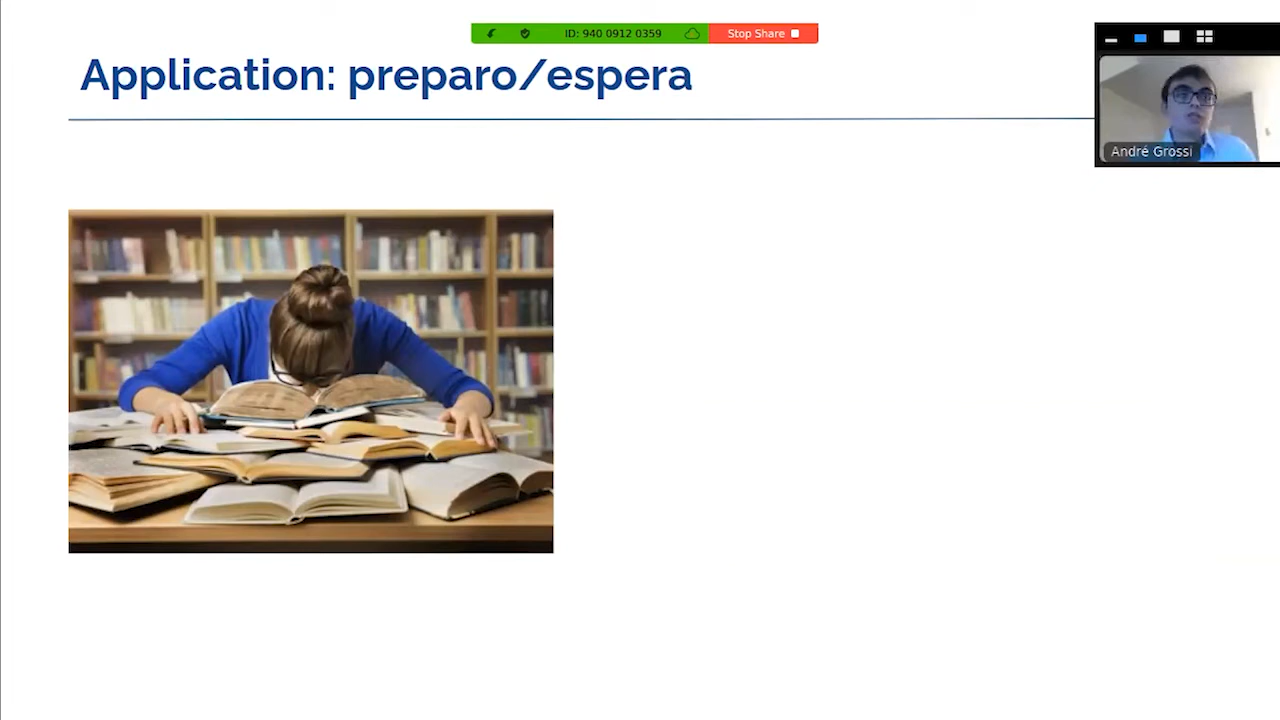 ID: 940 0912 0359
Stop Share
Application: preparo/espera
André Grossi